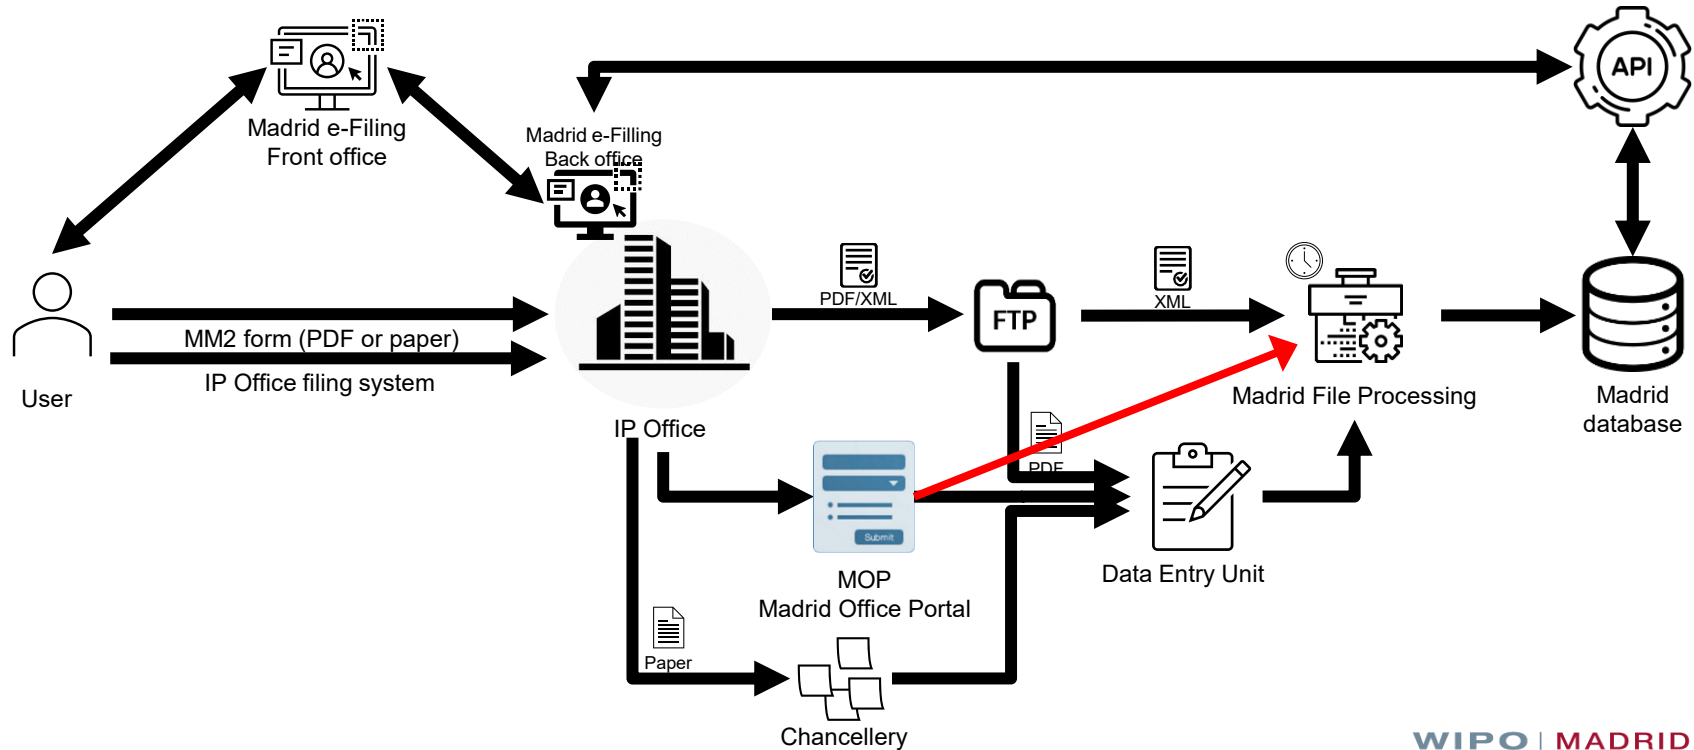 API
Madrid e-Filing
Front office
Madrid e-Filling
Back office
PDF/XML
XML
FTP
MM2 form (PDF or paper)
IP Office filing system
User
IP Office
Madrid File Processing
Madrid
database
PDF
Submit
Data Entry Unit
MOP
Madrid Office Portal
Paper
Chancellery
WIPO | MADRID